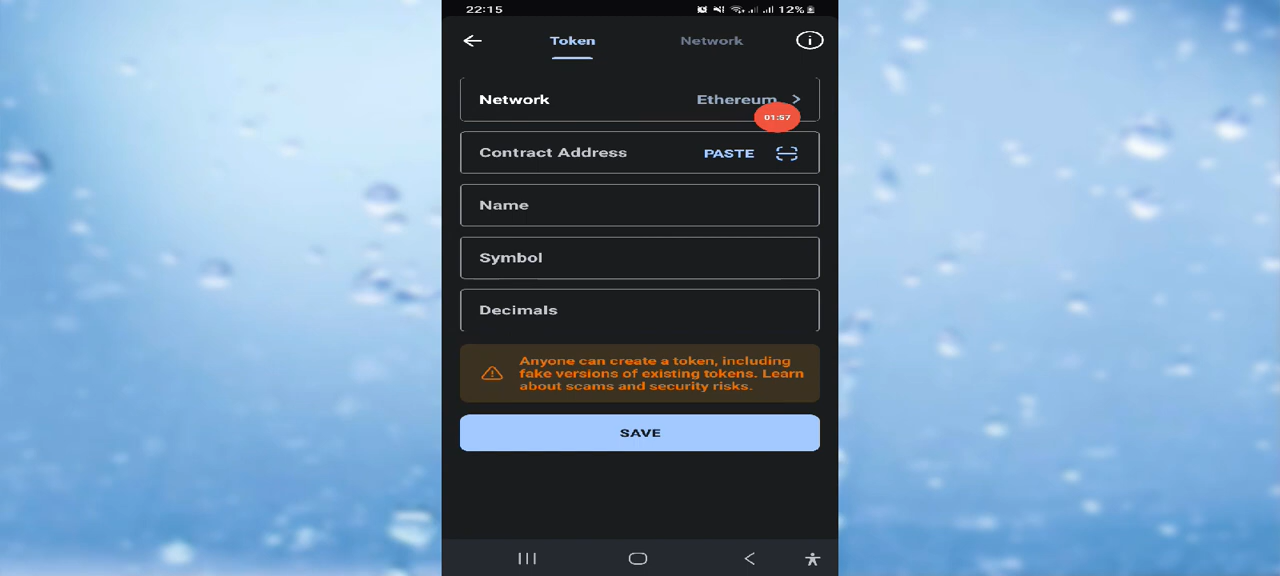 22:15 12%
Token Network
Network Ethereum
01:57
Contract Address PASTE
Name
Symbol
Decimals
Anyone can create a token, including
fake versions of existing tokens. Learn
about scams and security risks.
SAVE